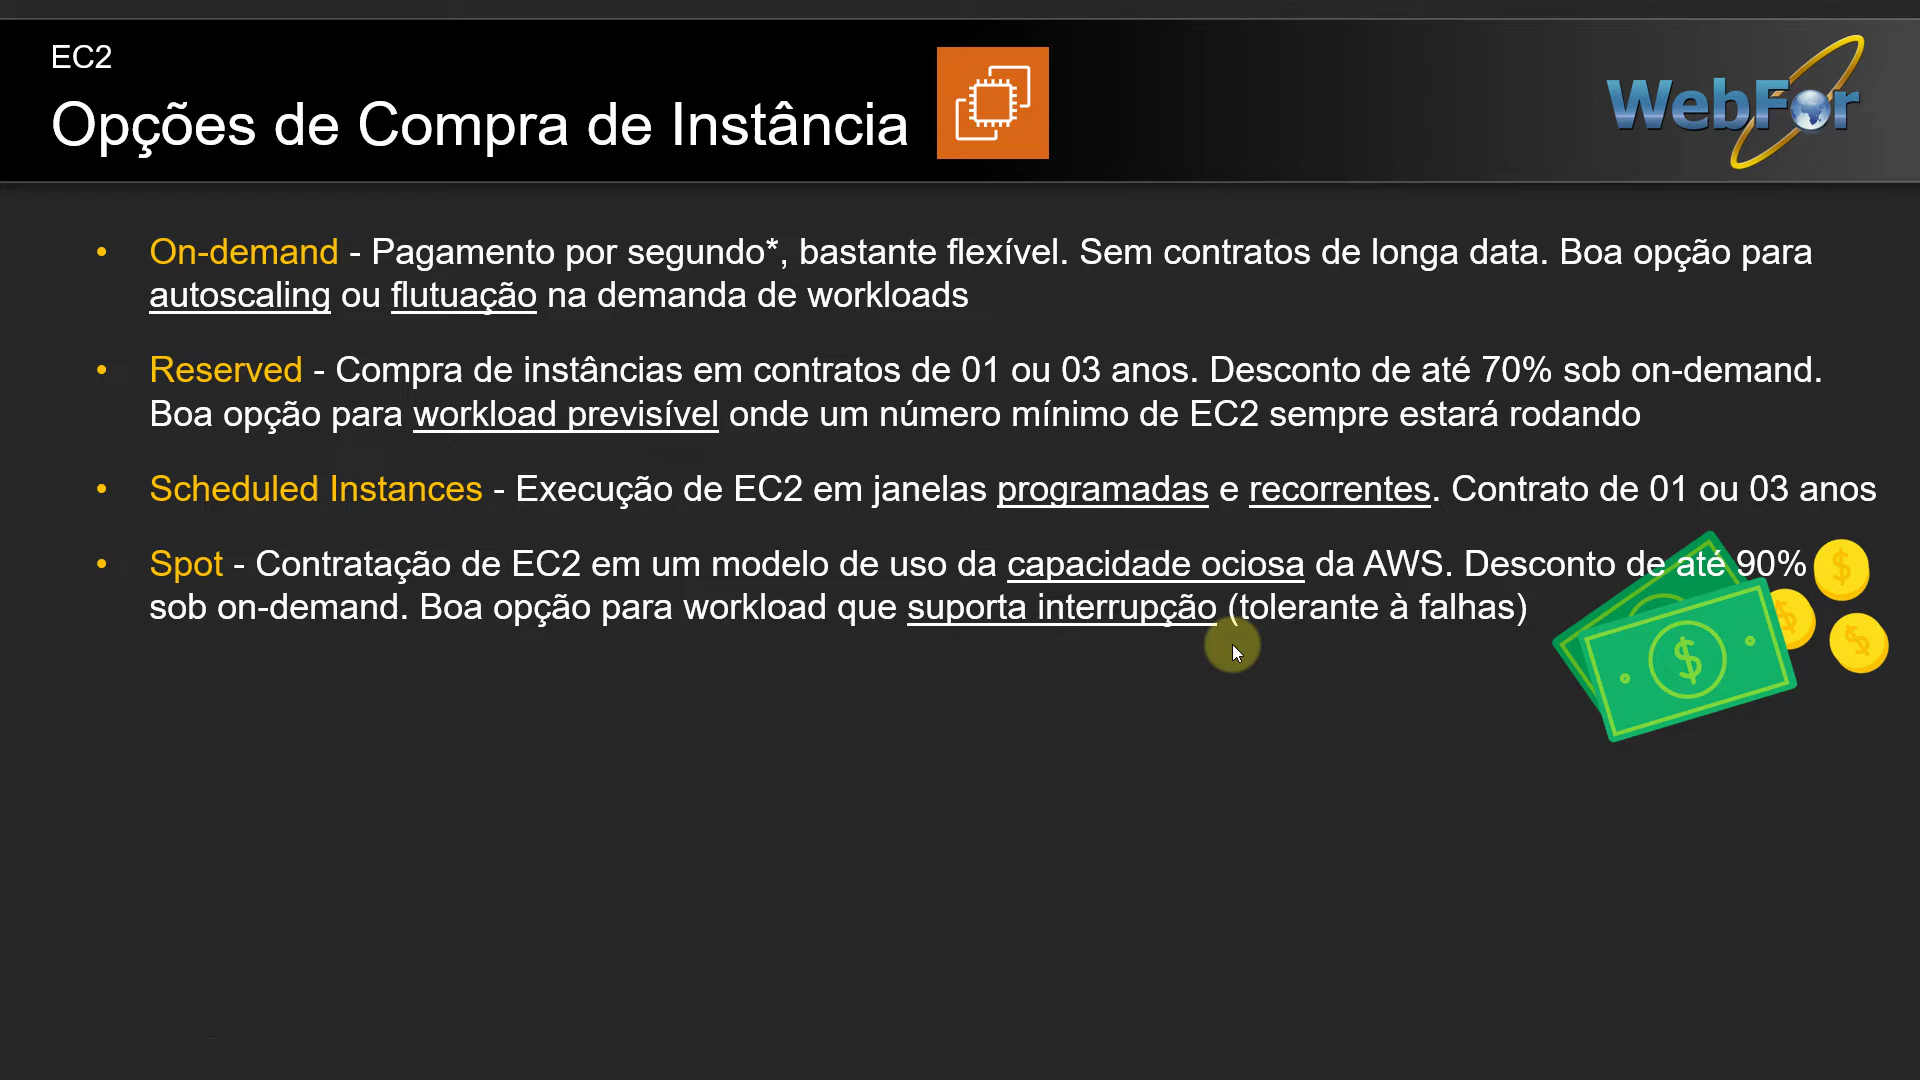 EC2
Opções de Compra de Instância
WebFor
• On-demand - Pagamento por segundo*, bastante flexível. Sem contratos de longa data. Boa opção para
autoscaling ou flutuação na demanda de workloads
• Reserved - Compra de instâncias em contratos de 01 ou 03 anos. Desconto de até 70% sob on-demand.
Boa opção para workload previsível onde um número mínimo de EC2 sempre estará rodando
• Scheduled Instances - Execução de EC2 em janelas programadas e recorrentes. Contrato de 01 ou 03 anos
• Spot - Contratação de EC2 em um modelo de uso da capacidade ociosa da AWS. Desconto de até 90%
sob on-demand. Boa opção para workload que suporta interrupção (tolerante à falhas)